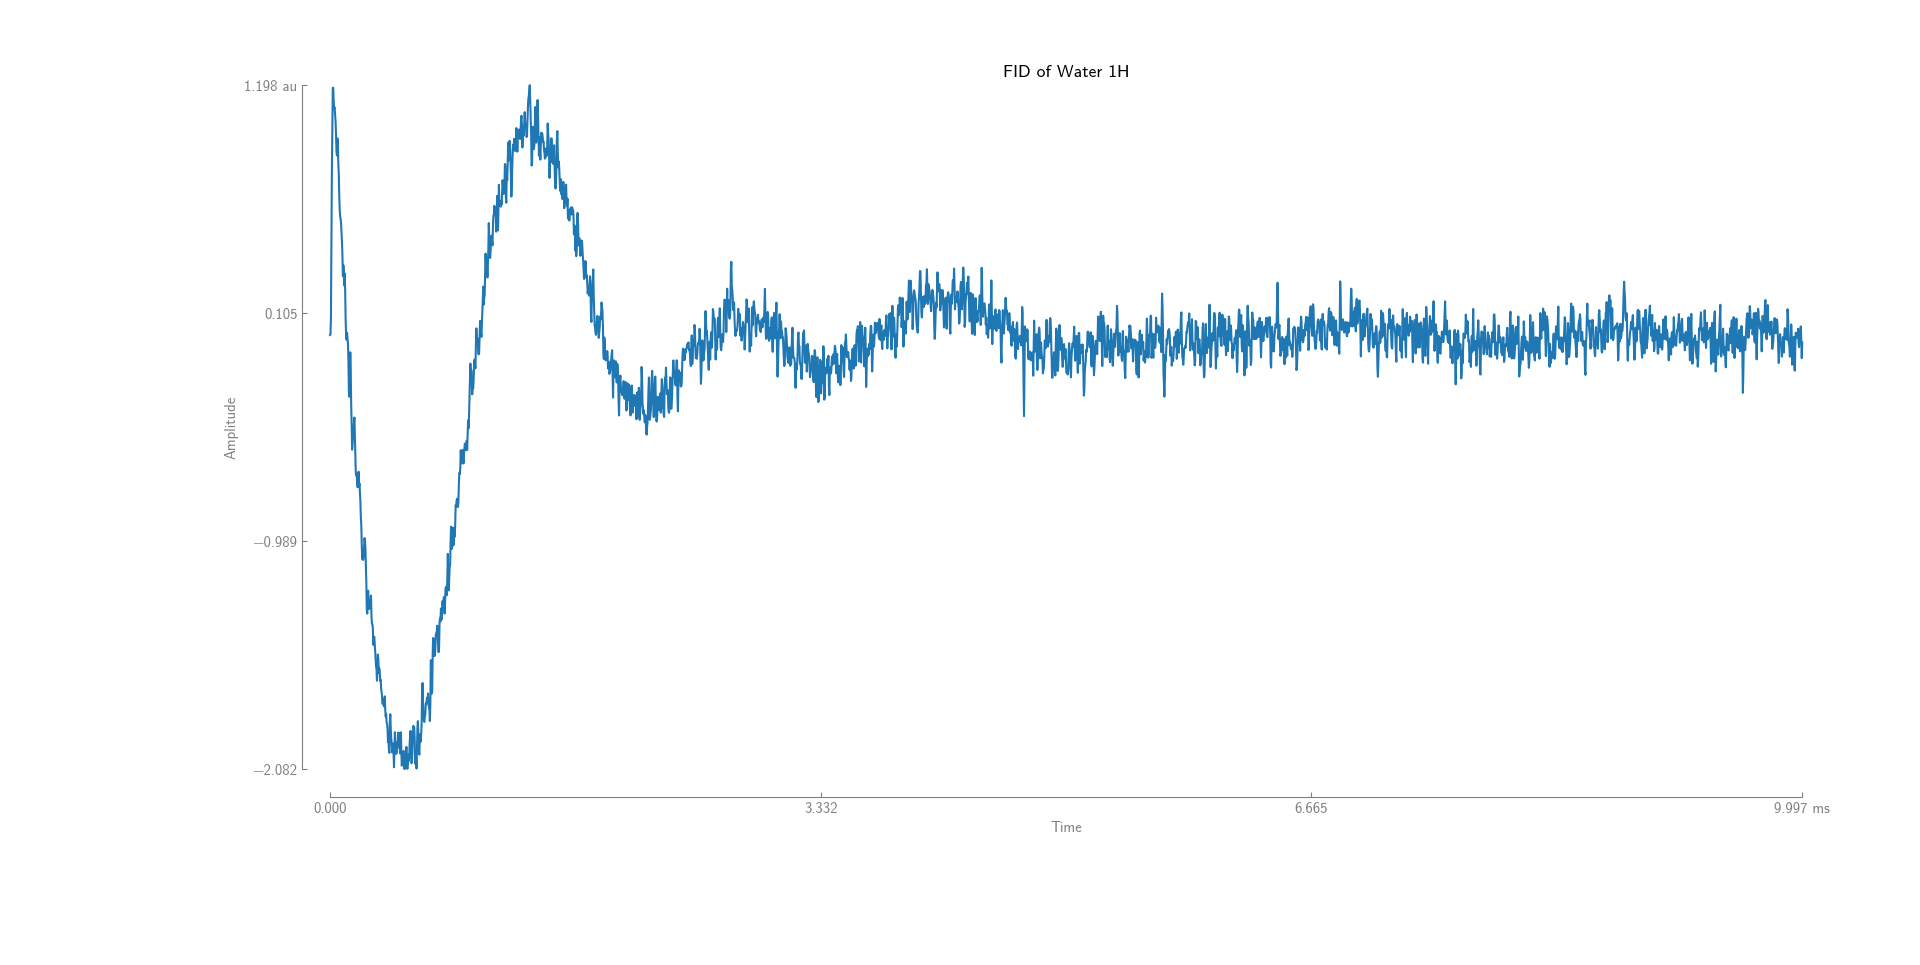 FID of Water 1H
1.198 au
0.105
Amplitude
−0.989
−2.082
0.000
3.332
6.665
9.997 ms
Time